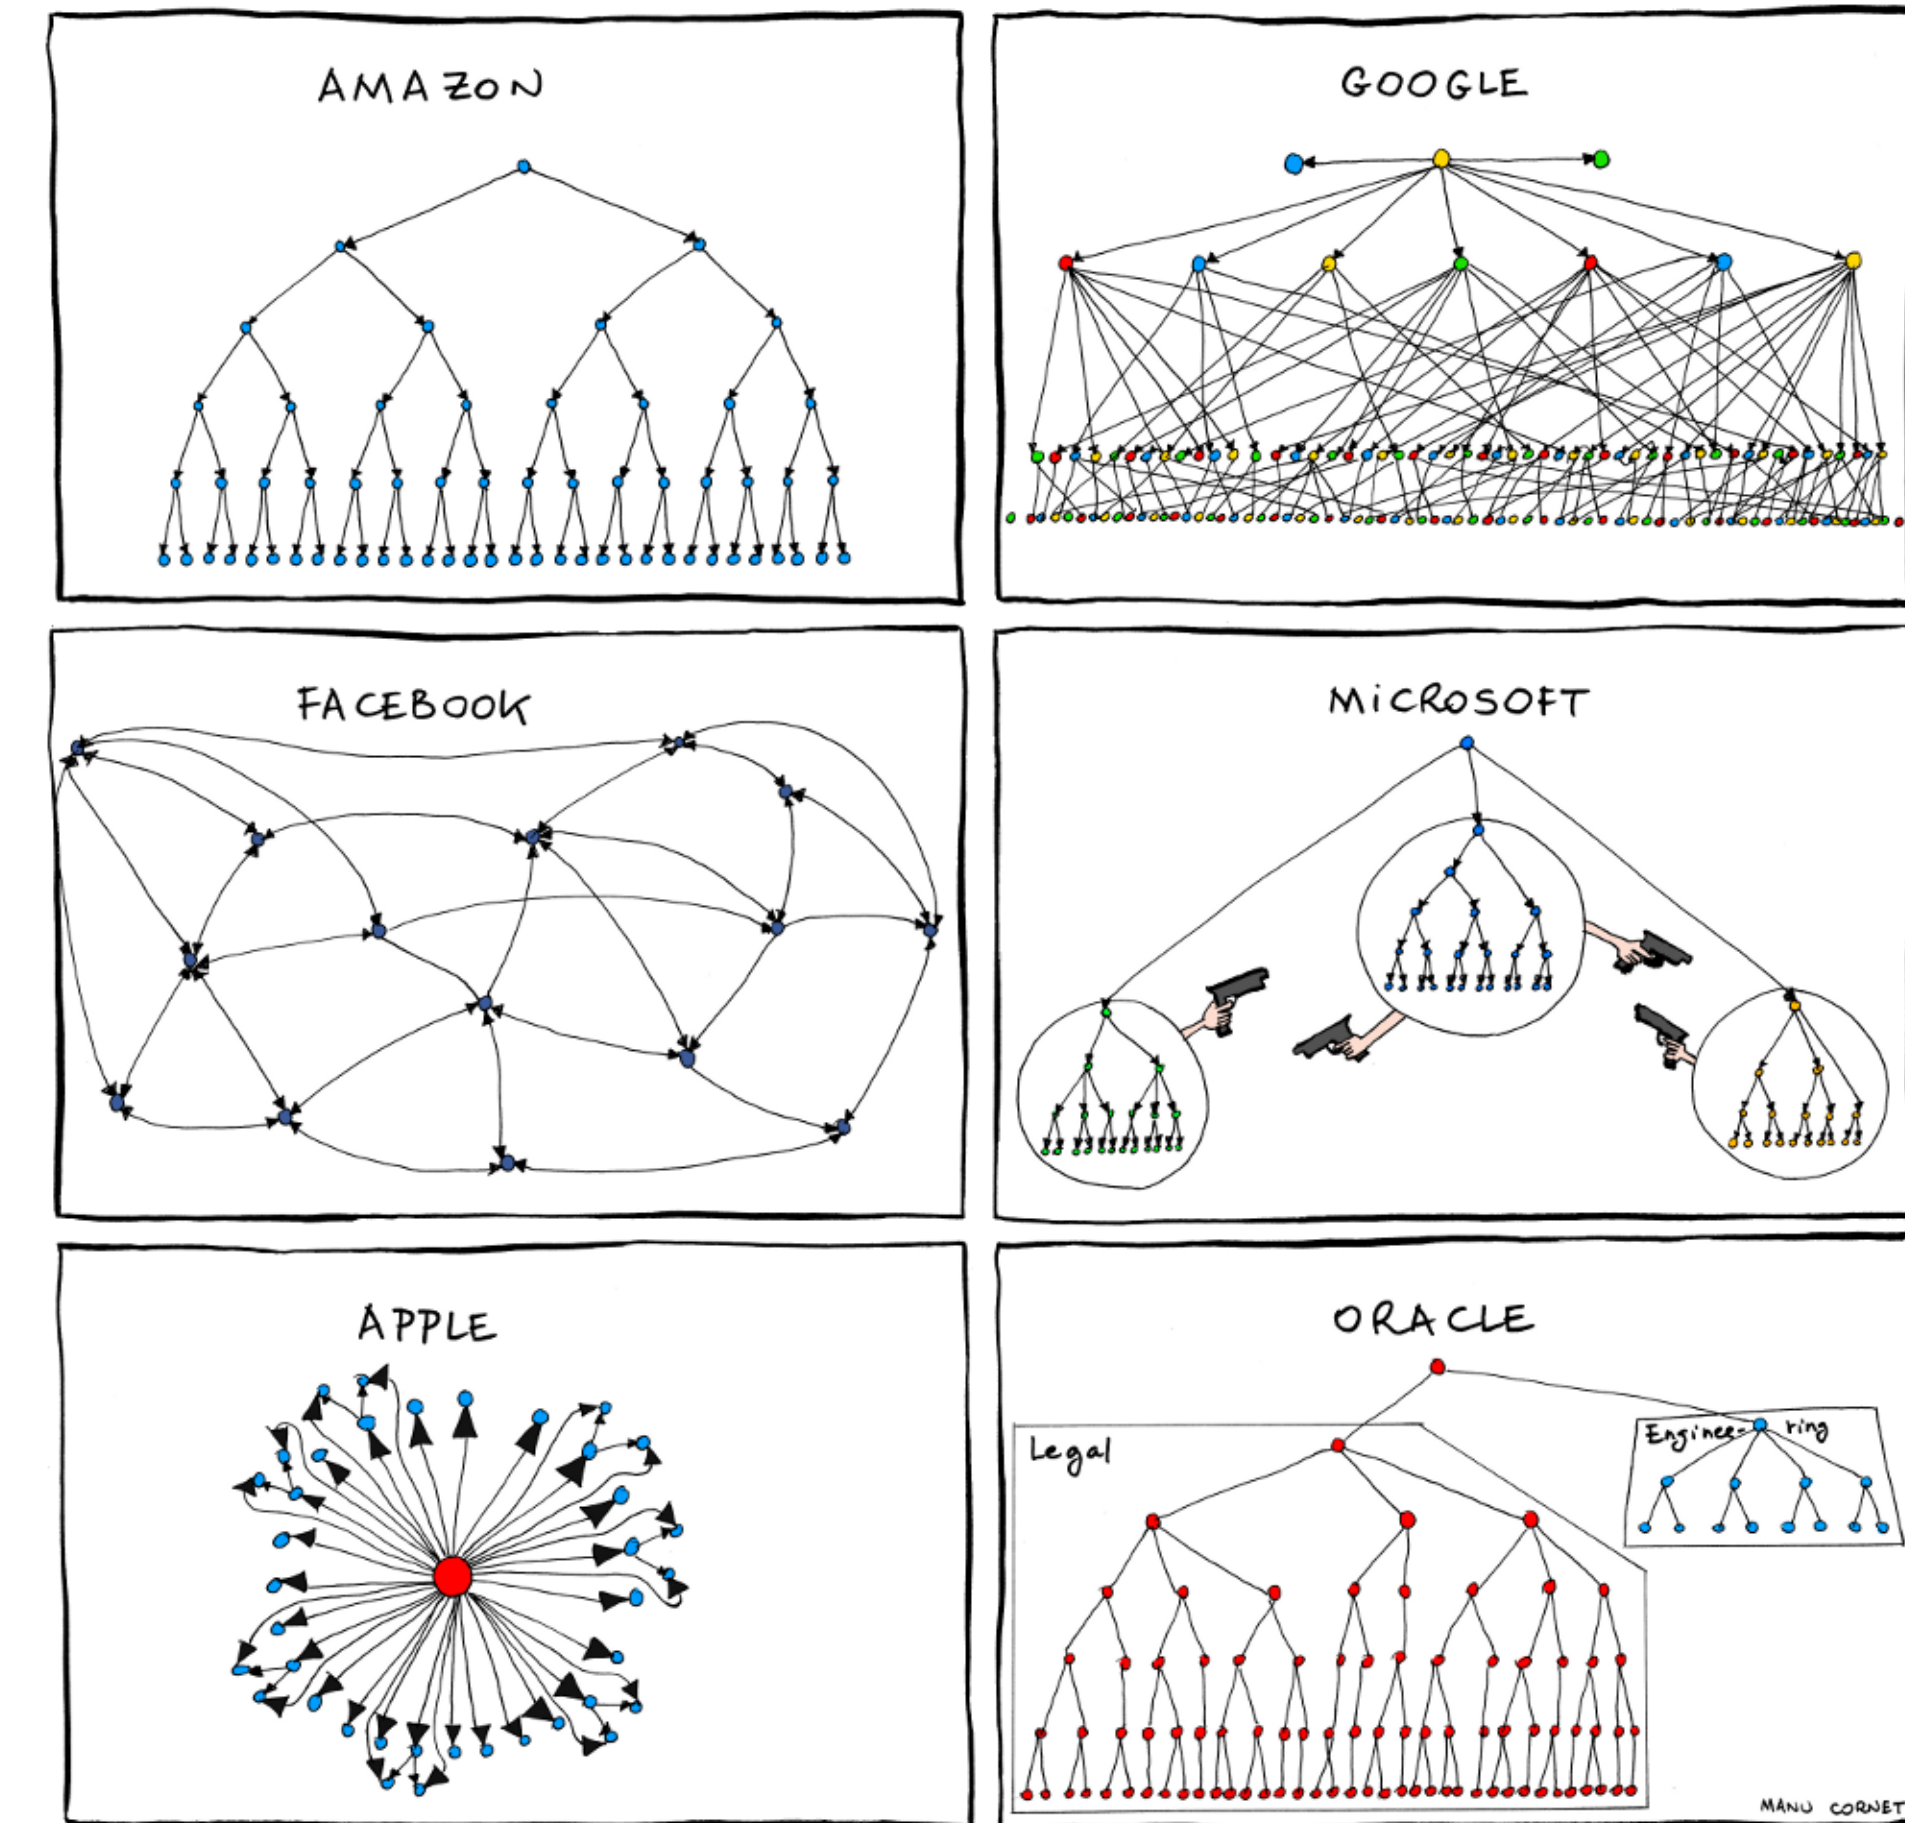 AMAZON
GOOGLE
FACEBOOK
MiCROSOFT
APPLE
ORACLE
Legal
Enginee-ring
MANU CORNET